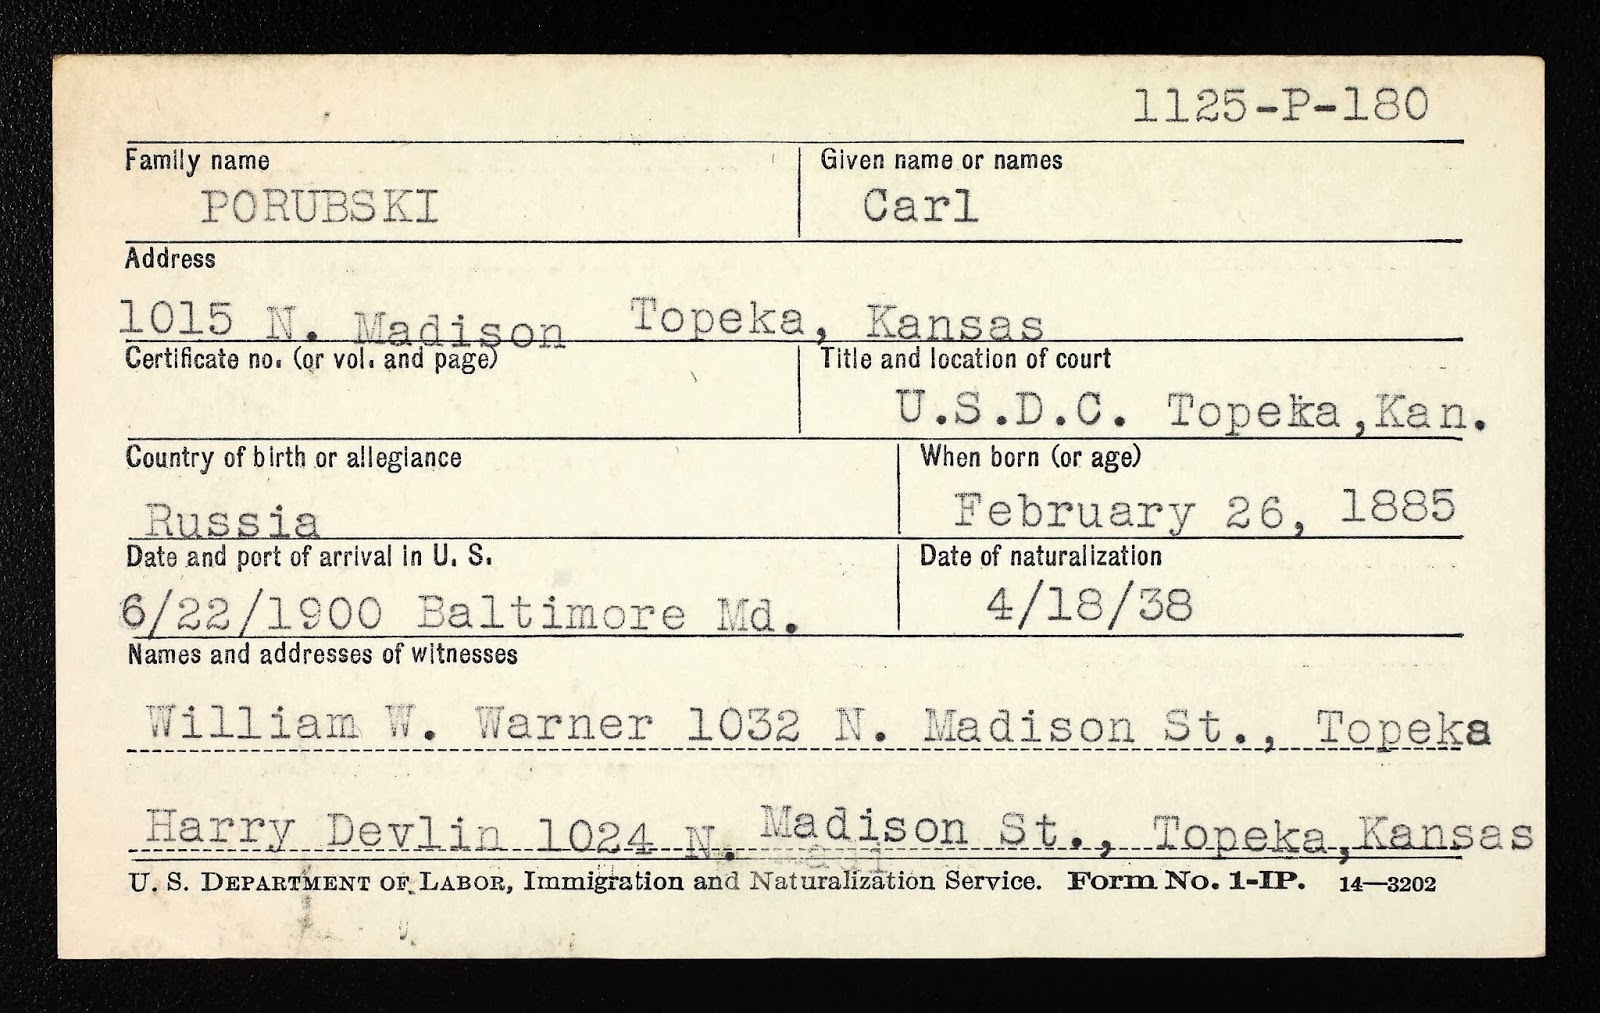 1125-P-180
Family name Given name or names
PORUBSKI Carl
Address
1015 N. Madison Topeka, Kansas
Certificate no. (or vol. and page) Title and location of court
U.S.D.C. Topeka,Kan.
Country of birth or allegiance When born (or age)
Russia February 26, 1885
Date and port of arrival in U. S. Date of naturalization
6/22/1900 Baltimore Md. 4/18/38
Names and addresses of witnesses
William W. Warner 1032 N. Madison St., Topeka
Harry Devlin 1024 N. Madison St., Topeka,Kansas
U. S. DEPARTMENT OF LABOR, Immigration and Naturalization Service. Form No. 1-IP. 14—3202